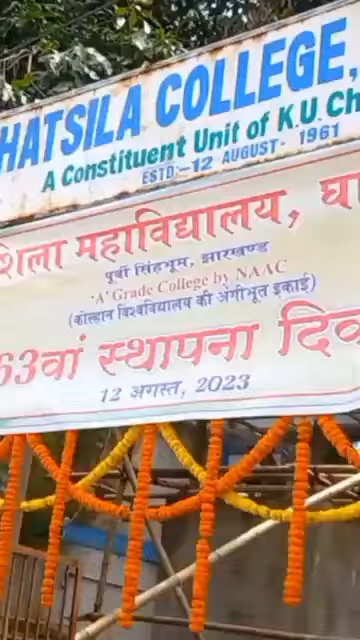 HATSILA COLLEGE,
A Constituent Unit of K.U. Ch
ESTD:-12 AUGUST- 1961
शिला महाविद्यालय, घा
पूर्वी सिंहभूम, झारखण्ड
'A' Grade College by NAAC
(कोल्हान विश्वविद्यालय की अंगीभूत इकाई)
63वां स्थापना दिव
12 अगस्त, 2023